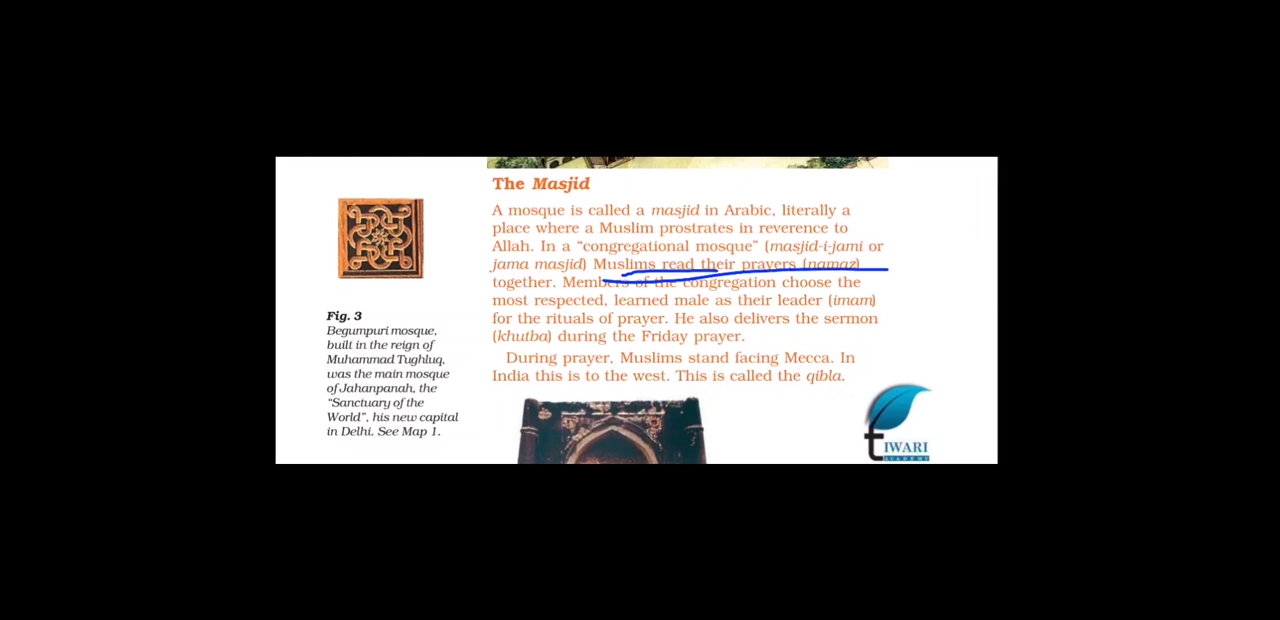 The Masjid
A mosque is called a masjid in Arabic, literally a
place where a Muslim prostrates in reverence to
Allah. In a “congregational mosque” (masjid-i-jami or
jama masjid) Muslims read their prayers (namaz)
together. Members of the congregation choose the
most respected, learned male as their leader (imam)
for the rituals of prayer. He also delivers the sermon
(khutba) during the Friday prayer.
During prayer, Muslims stand facing Mecca. In
India this is to the west. This is called the qibla.
Fig. 3
Begumpuri mosque,
built in the reign of
Muhammad Tughluq,
was the main mosque
of Jahanpanah, the
“Sanctuary of the
World”, his new capital
in Delhi. See Map 1.
TIWARI
ACADEMY